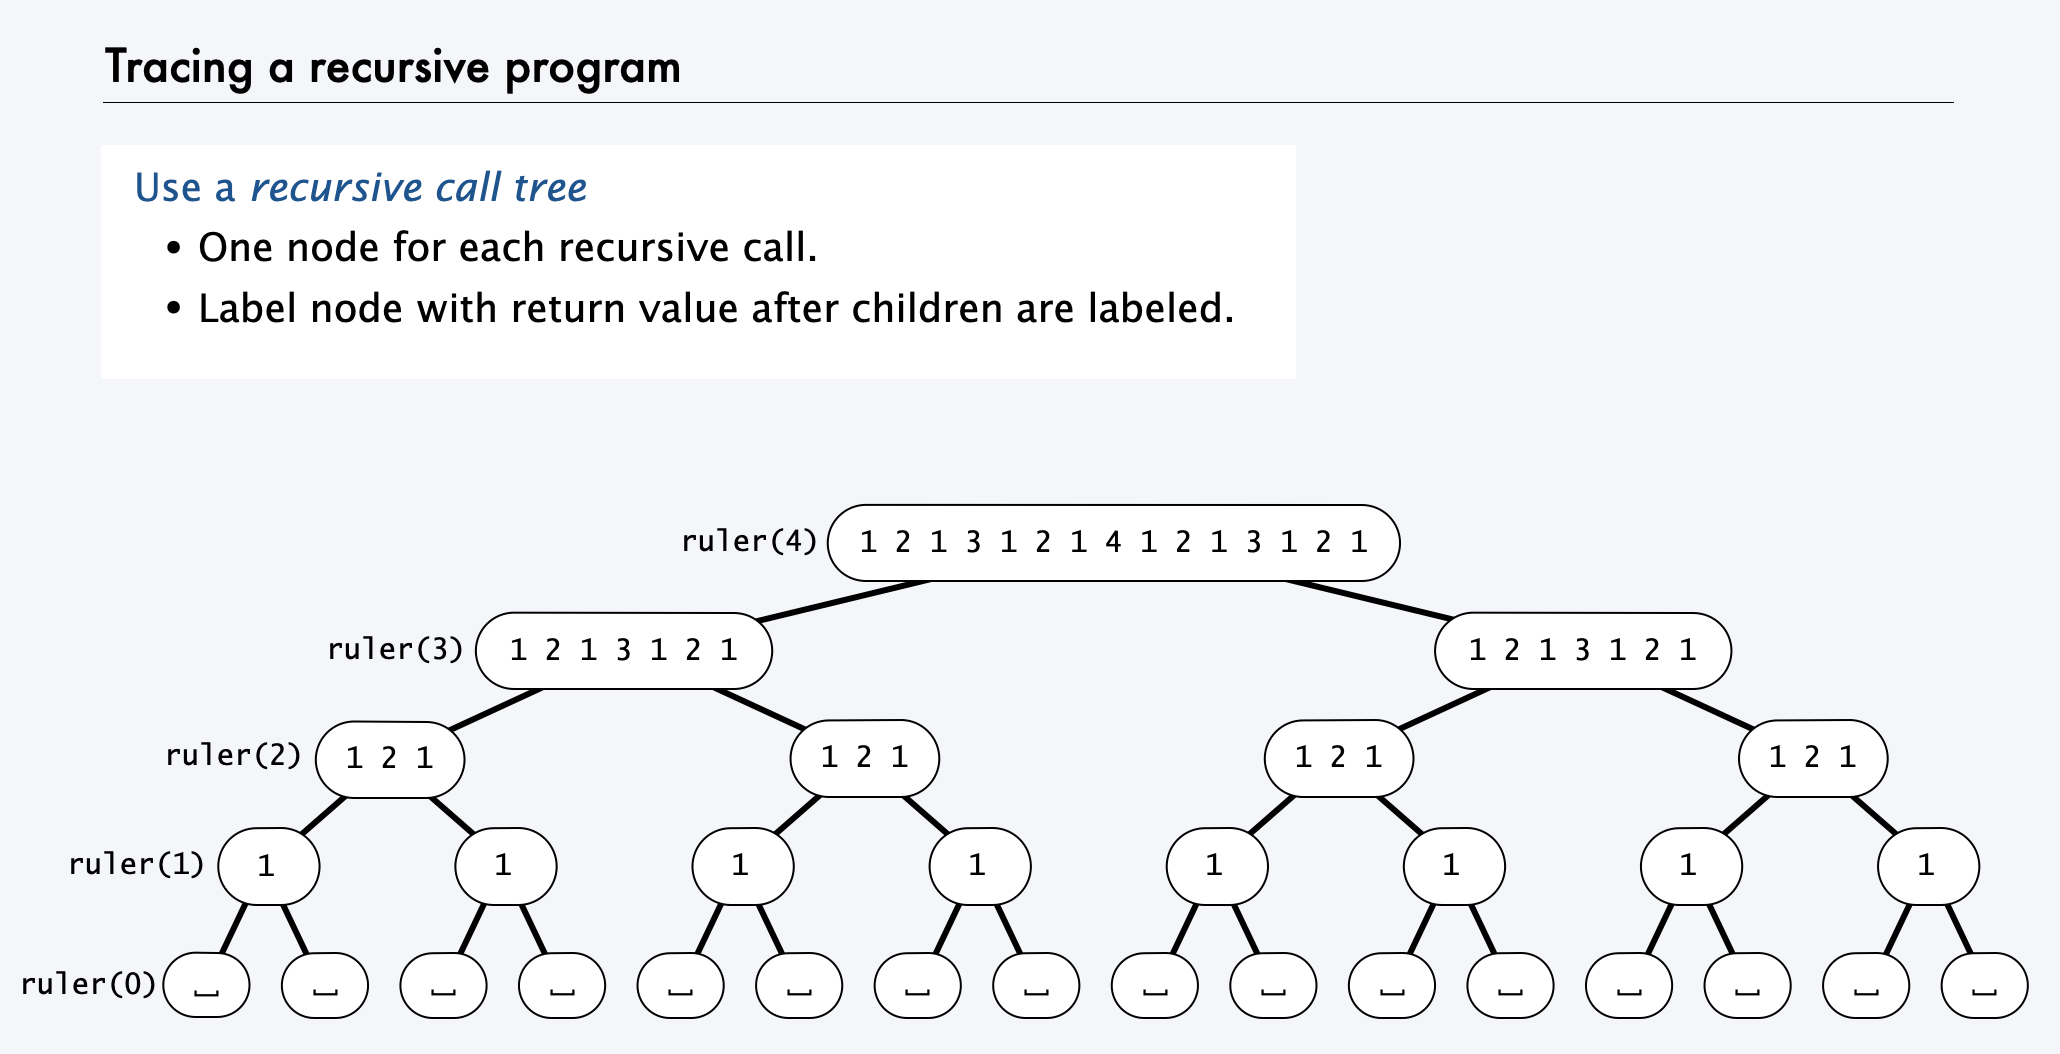 Tracing a recursive program
Use a recursive call tree
• One node for each recursive call.
• Label node with return value after children are labeled.
ruler(4) 1 2 1 3 1 2 1 4 1 2 1 3 1 2 1
ruler(3) 1 2 1 3 1 2 1 1 2 1 3 1 2 1
ruler(2) 1 2 1 1 2 1 1 2 1 1 2 1
ruler(1) 1 1 1 1 1 1 1 1
ruler(0) ␣ ␣ ␣ ␣ ␣ ␣ ␣ ␣ ␣ ␣ ␣ ␣ ␣ ␣ ␣ ␣